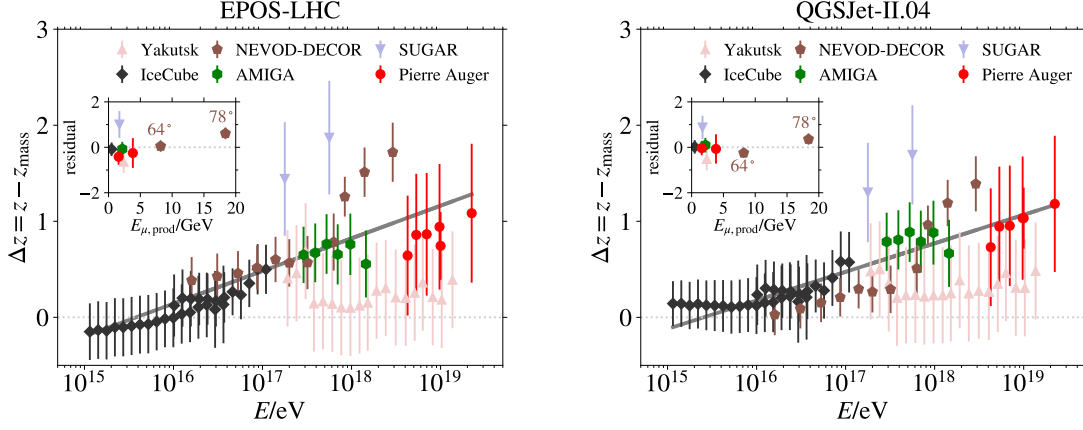 EPOS-LHC
3
2
1
0
Δz = z − z_mass
Yakutsk
NEVOD-DECOR
SUGAR
IceCube
AMIGA
Pierre Auger
2
0
−2
residual
64°
78°
0
5
10
15
20
E_μ,prod/GeV
10^15
10^16
10^17
10^18
10^19
E/eV
QGSJet-II.04
3
2
1
0
Δz = z − z_mass
Yakutsk
NEVOD-DECOR
SUGAR
IceCube
AMIGA
Pierre Auger
2
0
−2
residual
64°
78°
0
5
10
15
20
E_μ,prod/GeV
10^15
10^16
10^17
10^18
10^19
E/eV